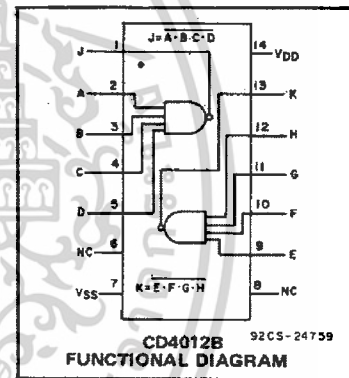 J=A·B·C·D
J 1
14 VDD
A 2
13 K
B 3
12 H
C 4
11 G
D 5
10 F
NC 6
9 E
VSS 7
8 NC
K=E·F·G·H
CD4012B
92CS-24759
FUNCTIONAL DIAGRAM